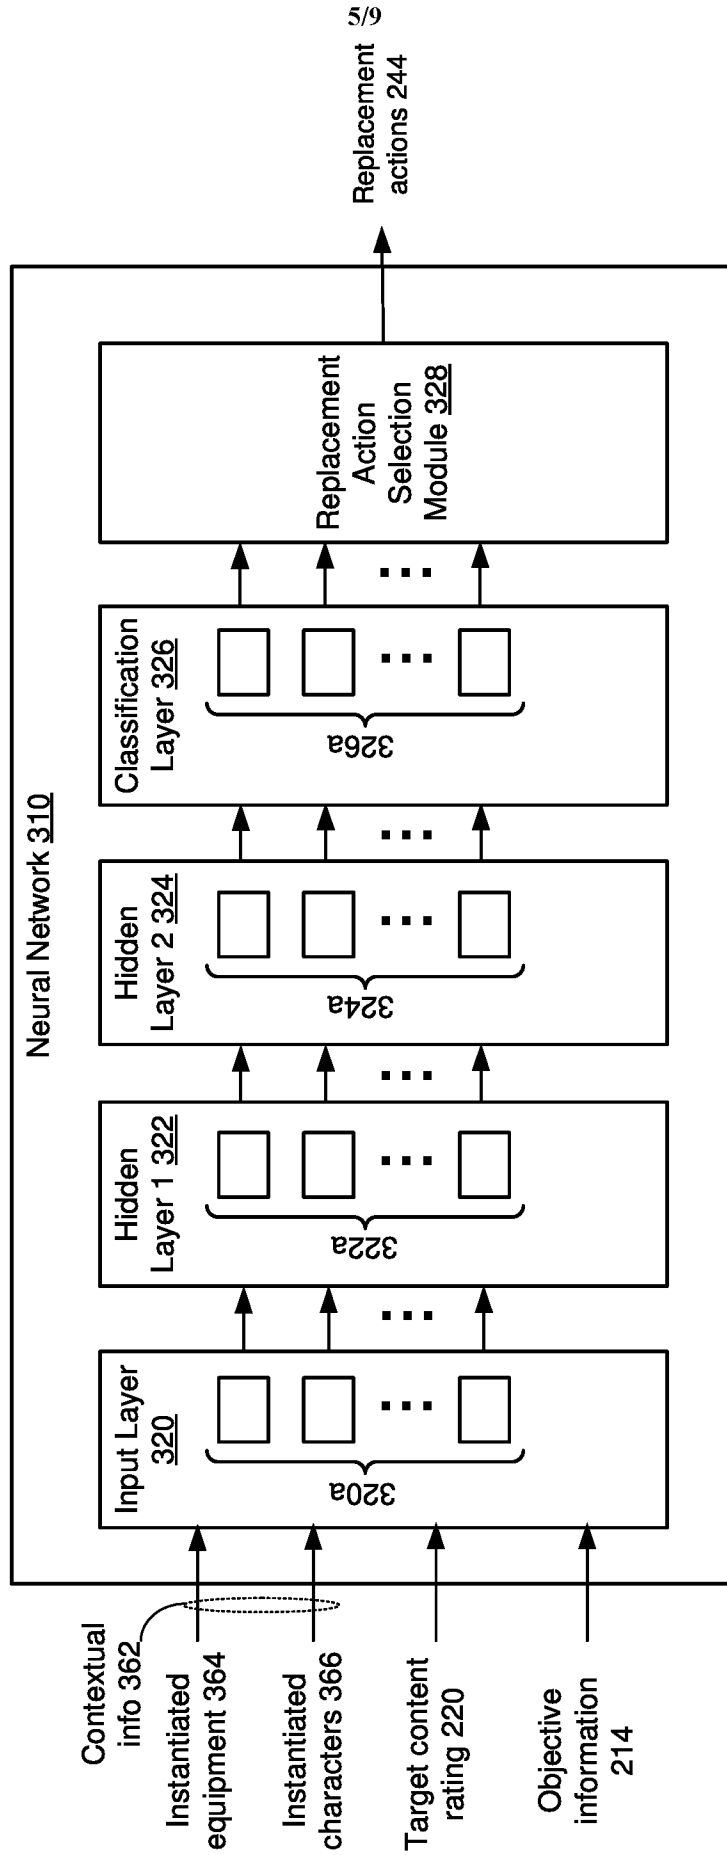 5/9
Neural Network 310
Contextual
info 362
Instantiated
equipment 364
Instantiated
characters 366
Target content
rating 220
Objective
information
214
Input Layer
320
320a
Hidden
Layer 1 322
322a
Hidden
Layer 2 324
324a
Classification
Layer 326
326a
Replacement
Action
Selection
Module 328
Replacement
actions 244